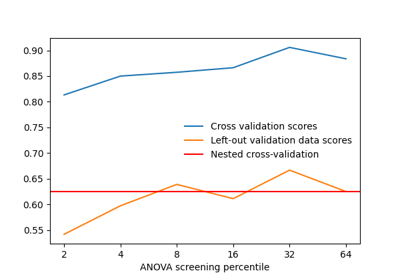 0.90
0.85
0.80
0.75
0.70
0.65
0.60
0.55
Cross validation scores
Left-out validation data scores
Nested cross-validation
2 4 8 16 32 64
ANOVA screening percentile